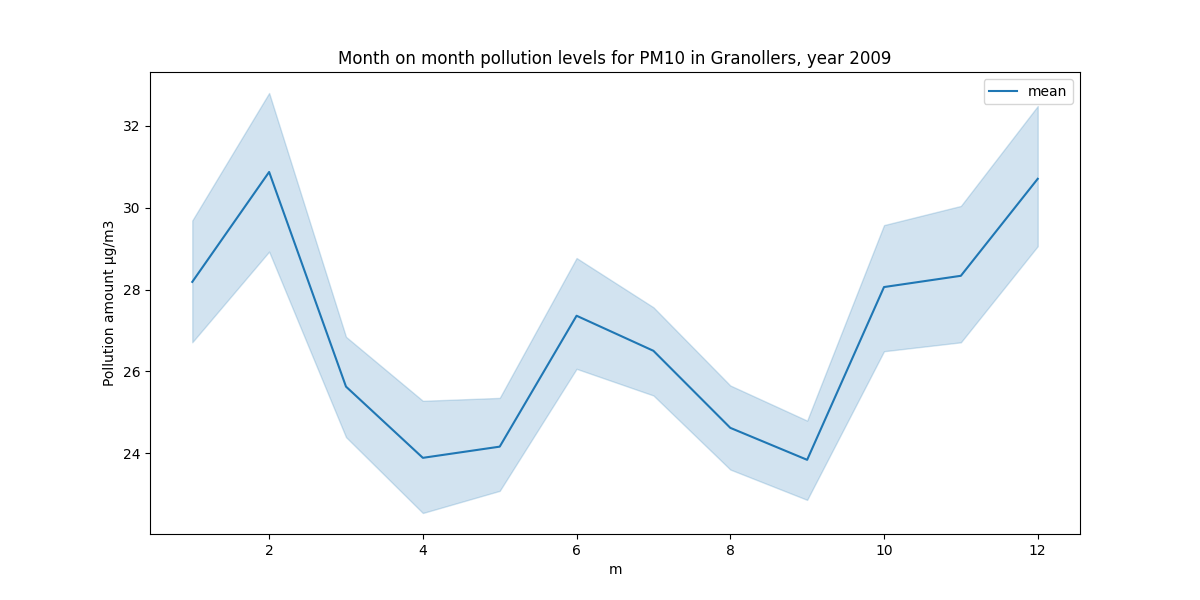 Month on month pollution levels for PM10 in Granollers, year 2009
mean
Pollution amount µg/m3
32
30
28
26
24
2 4 6 8 10 12
m